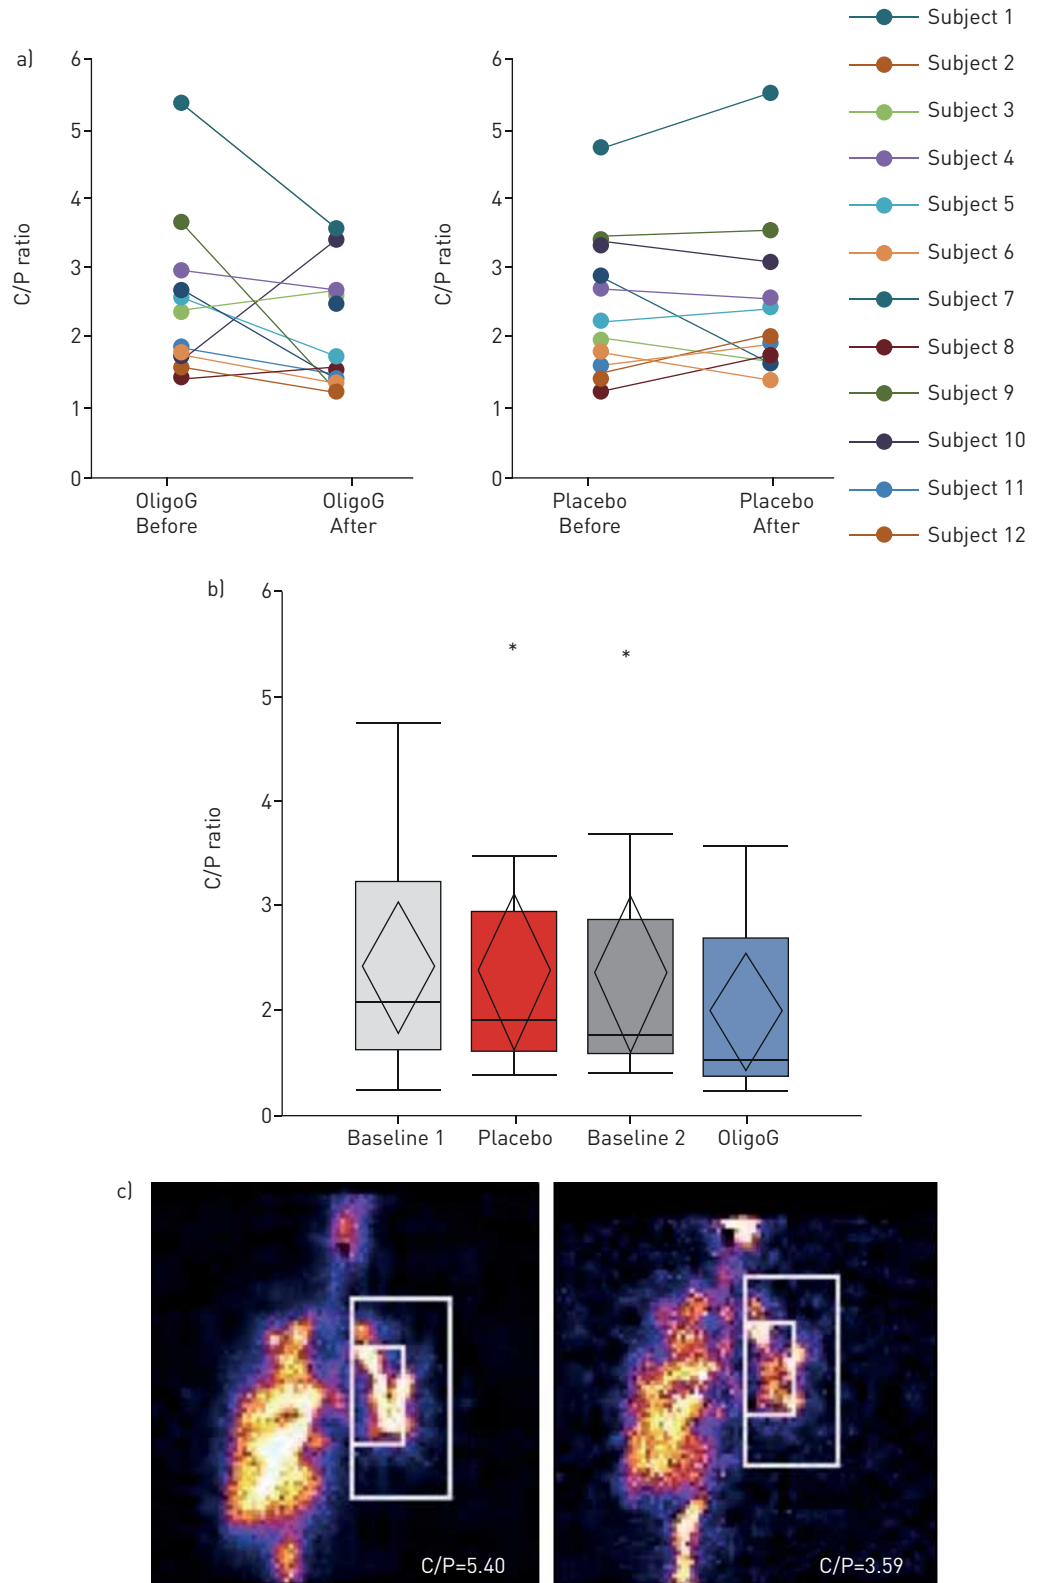 a)
6
5
4
3
2
1
0
C/P ratio
OligoG
Before
OligoG
After
6
5
4
3
2
1
0
C/P ratio
Placebo
Before
Placebo
After
Subject 1
Subject 2
Subject 3
Subject 4
Subject 5
Subject 6
Subject 7
Subject 8
Subject 9
Subject 10
Subject 11
Subject 12
b)
6
5
4
3
2
0
C/P ratio
*
*
Baseline 1
Placebo
Baseline 2
OligoG
c)
C/P=5.40
C/P=3.59